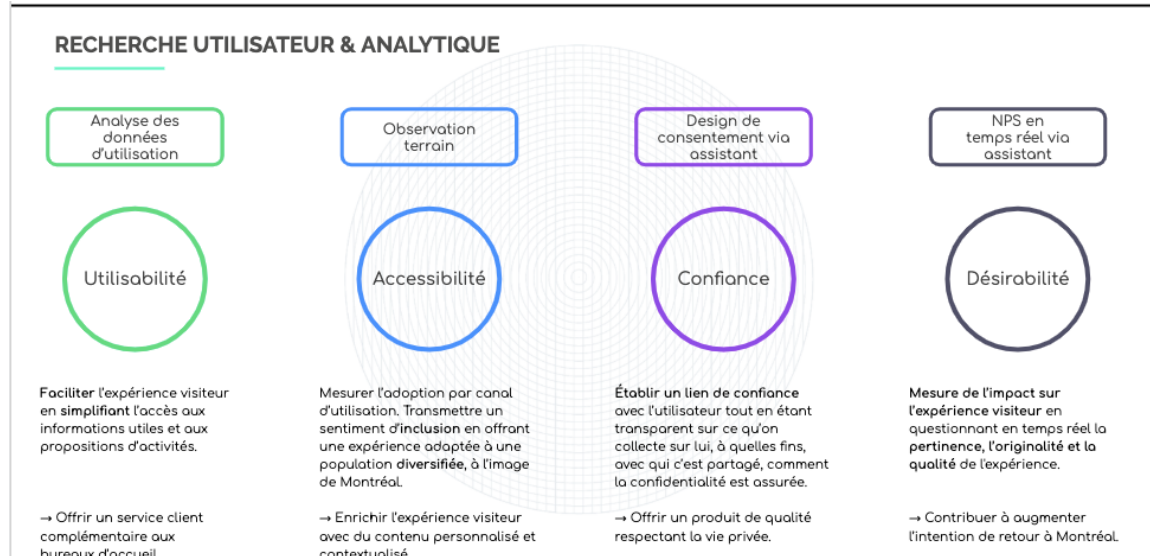 RECHERCHE UTILISATEUR & ANALYTIQUE
Analyse des
données
d'utilisation
Utilisabilité
Faciliter l'expérience visiteur
en simplifiant l'accès aux
informations utiles et aux
propositions d'activités.
→ Offrir un service client
complémentaire aux
bureaux d'accueil
Observation
terrain
Accessibilité
Mesurer l'adoption par canal
d'utilisation. Transmettre un
sentiment d'inclusion en offrant
une expérience adaptée à une
population diversifiée, à l'image
de Montréal.
→ Enrichir l'expérience visiteur
avec du contenu personnalisé et
contextualisé
Design de
consentement via
assistant
Confiance
Établir un lien de confiance
avec l'utilisateur tout en étant
transparent sur ce qu'on
collecte sur lui, à quelles fins,
avec qui c'est partagé, comment
la confidentialité est assurée.
→ Offrir un produit de qualité
respectant la vie privée.
NPS en
temps réel via
assistant
Désirabilité
Mesure de l'impact sur
l'expérience visiteur en
questionnant en temps réel la
pertinence, l'originalité et la
qualité de l'expérience.
→ Contribuer à augmenter
l'intention de retour à Montréal.